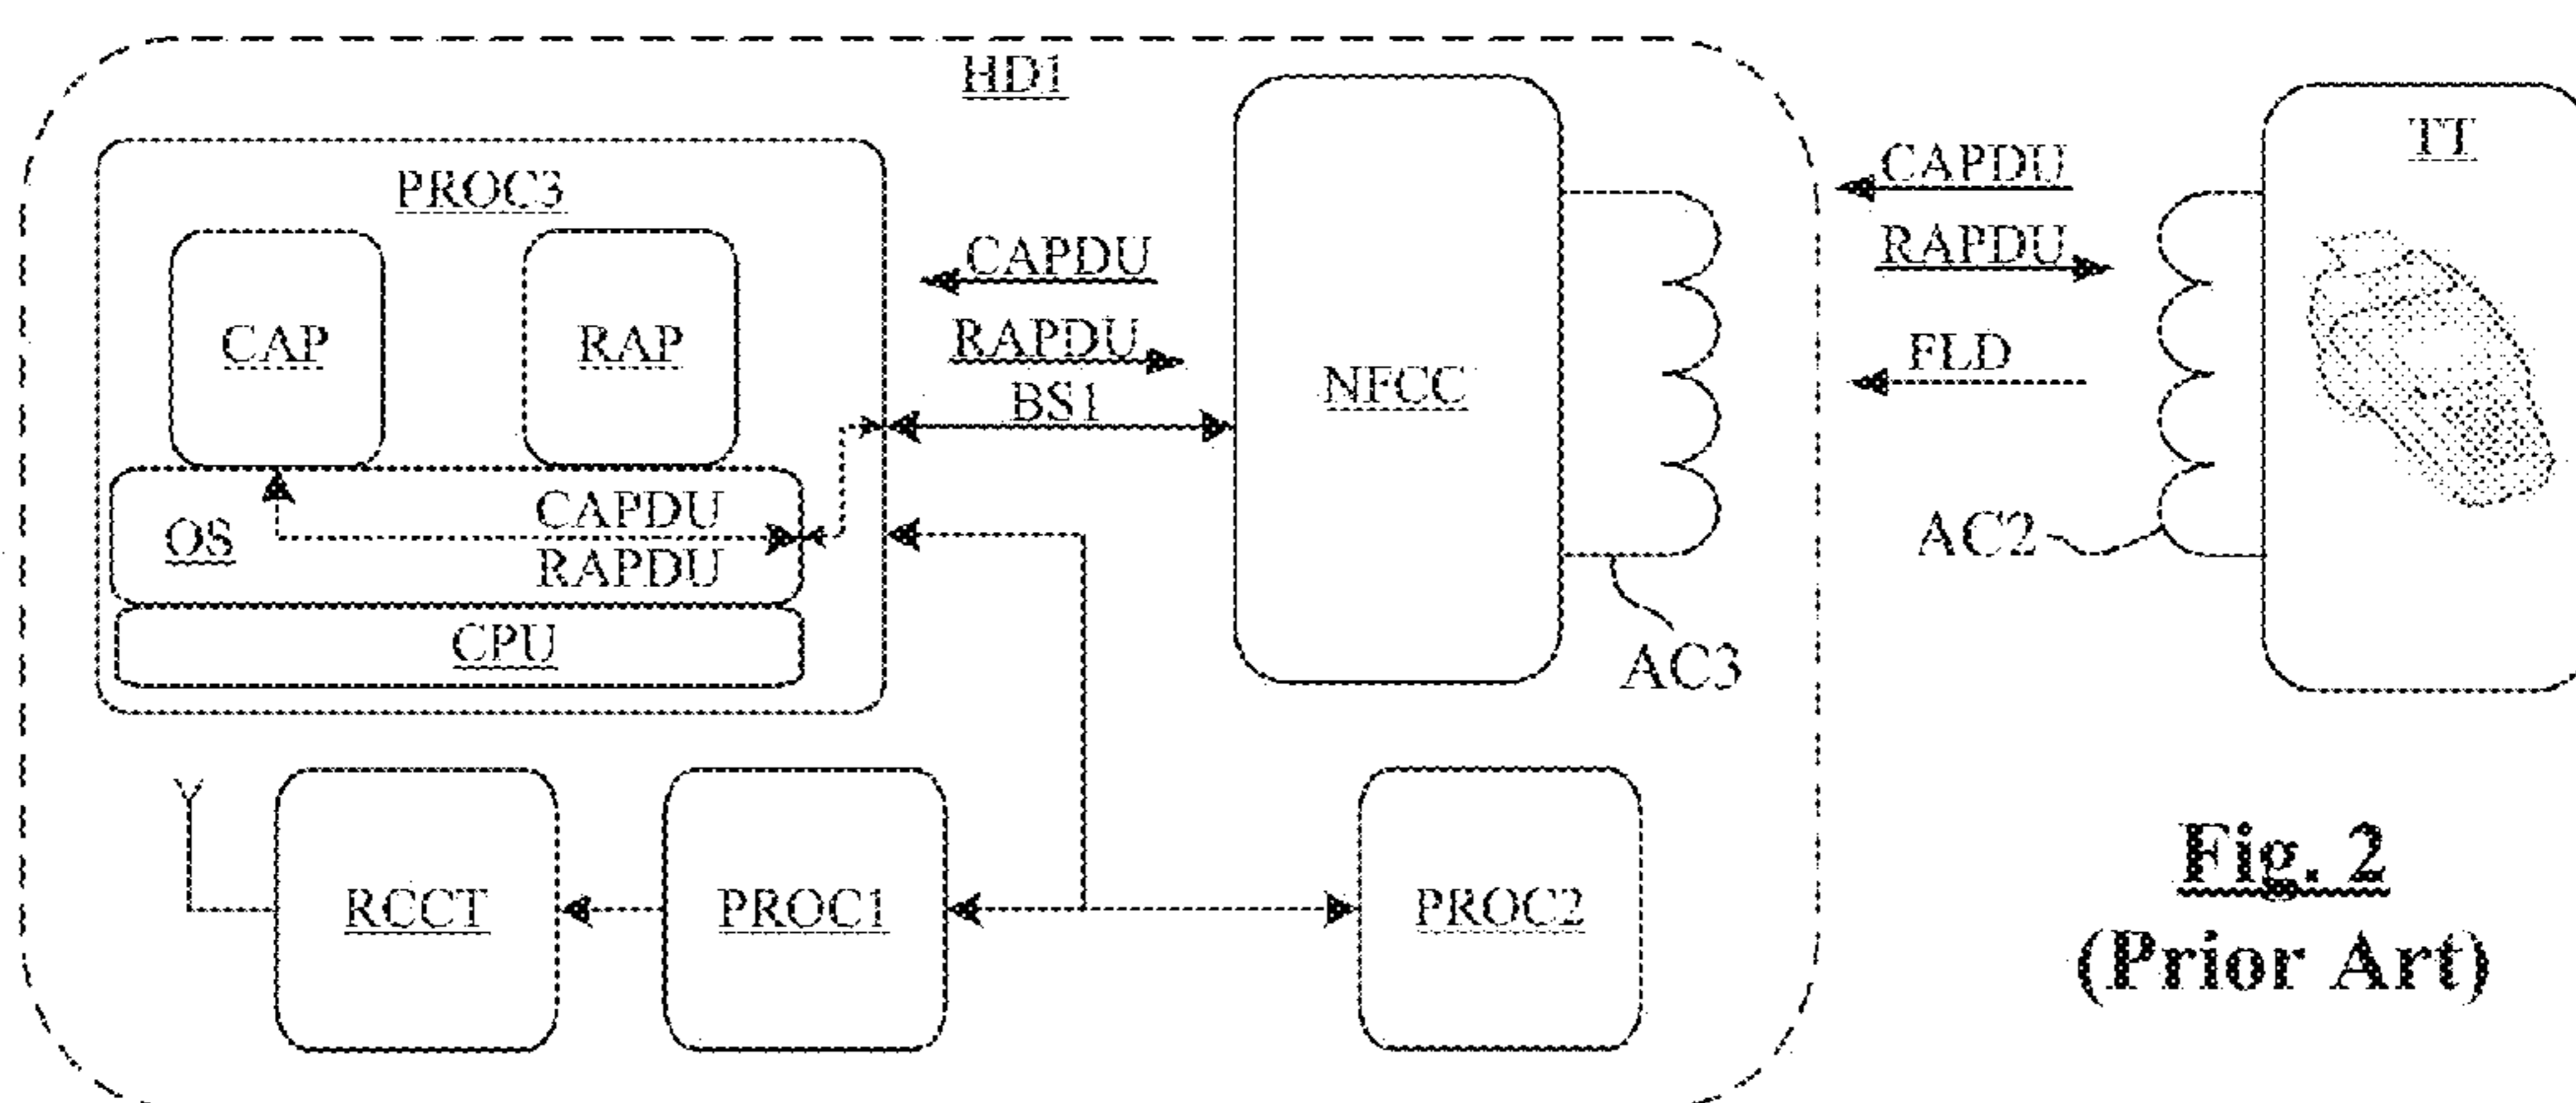 HD1
TT
PROC3
CAPDU
RAPDU
FLD
CAPDU
RAPDU
BS1
CAP
RAP
NFCC
OS
CAPDU
RAPDU
CPU
AC2
AC3
RCCT
PROC1
PROC2
Fig. 2
(Prior Art)